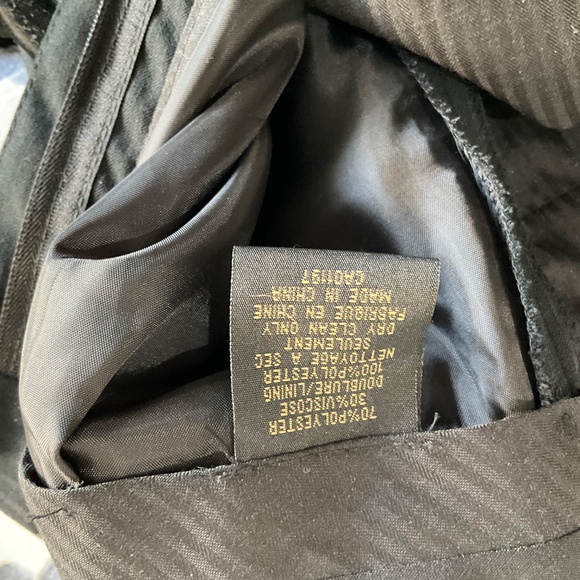 70%POLYESTER
30%VISCOSE
DOUBLURE/LINING
100%POLYESTER
NETTOYAGE A SEC
SEULEMENT
DRY CLEAN ONLY
FABRIQUE EN CHINE
MADE IN CHINA
CA01197